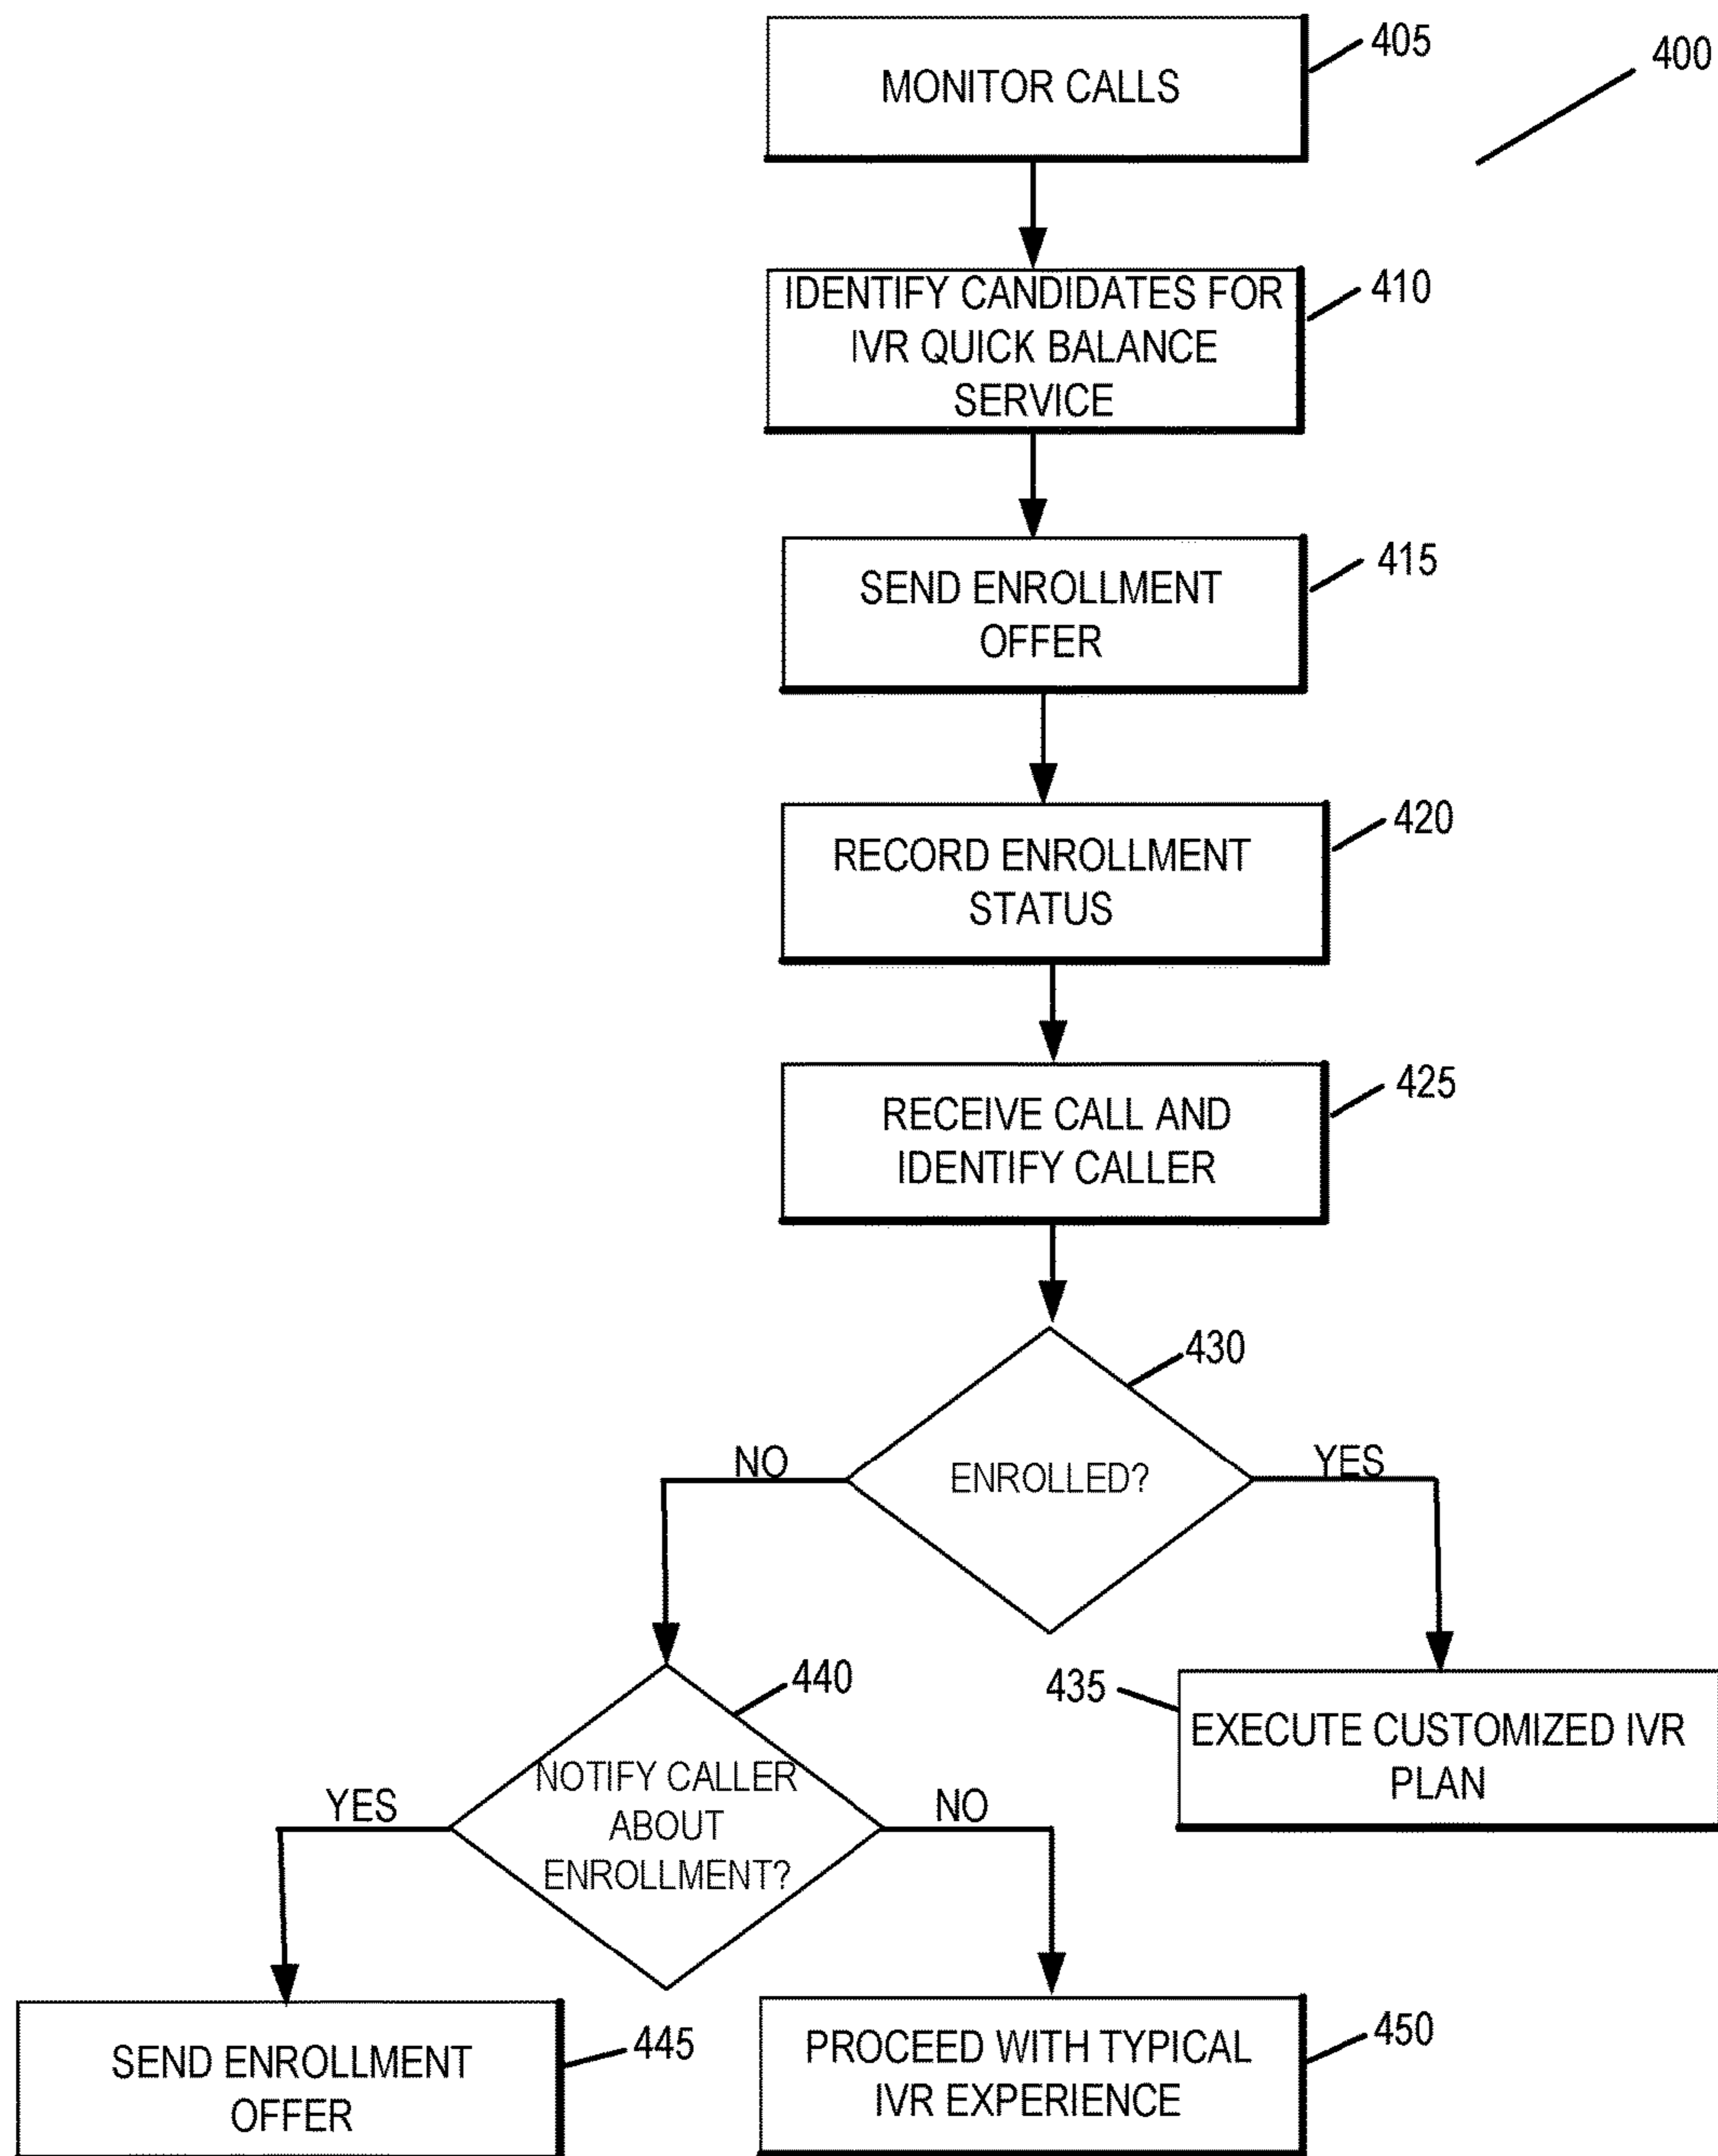 405
400
MONITOR CALLS
410
IDENTIFY CANDIDATES FOR
IVR QUICK BALANCE
SERVICE
415
SEND ENROLLMENT
OFFER
420
RECORD ENROLLMENT
STATUS
425
RECEIVE CALL AND
IDENTIFY CALLER
430
NO
ENROLLED?
YES
440
435
EXECUTE CUSTOMIZED IVR
PLAN
NOTIFY CALLER
ABOUT
ENROLLMENT?
YES
NO
445
SEND ENROLLMENT
OFFER
450
PROCEED WITH TYPICAL
IVR EXPERIENCE